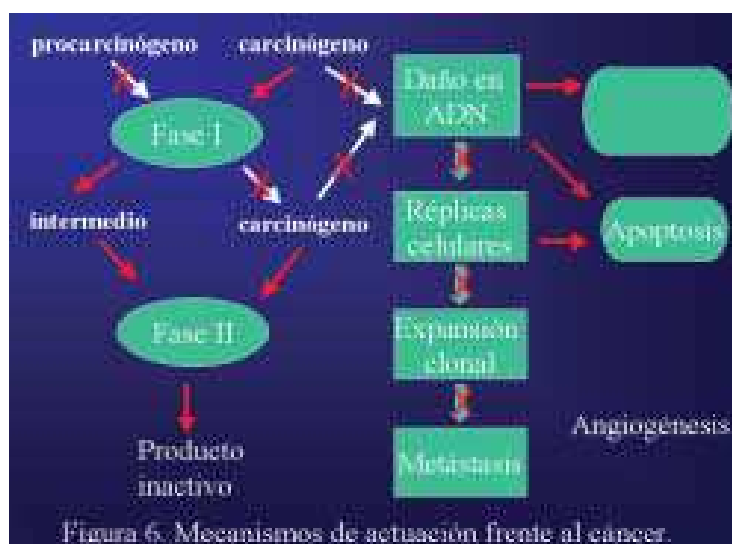 procarcinógeno
carcinógeno
Daño en
ADN
Fase I
intermedio
carcinógeno
Réplicas
celulares
Apoptosis
Fase II
Expansión
clonal
Producto
inactivo
Metástasis
Angiogénesis
Figura 6. Mecanismos de actuación frente al cáncer.